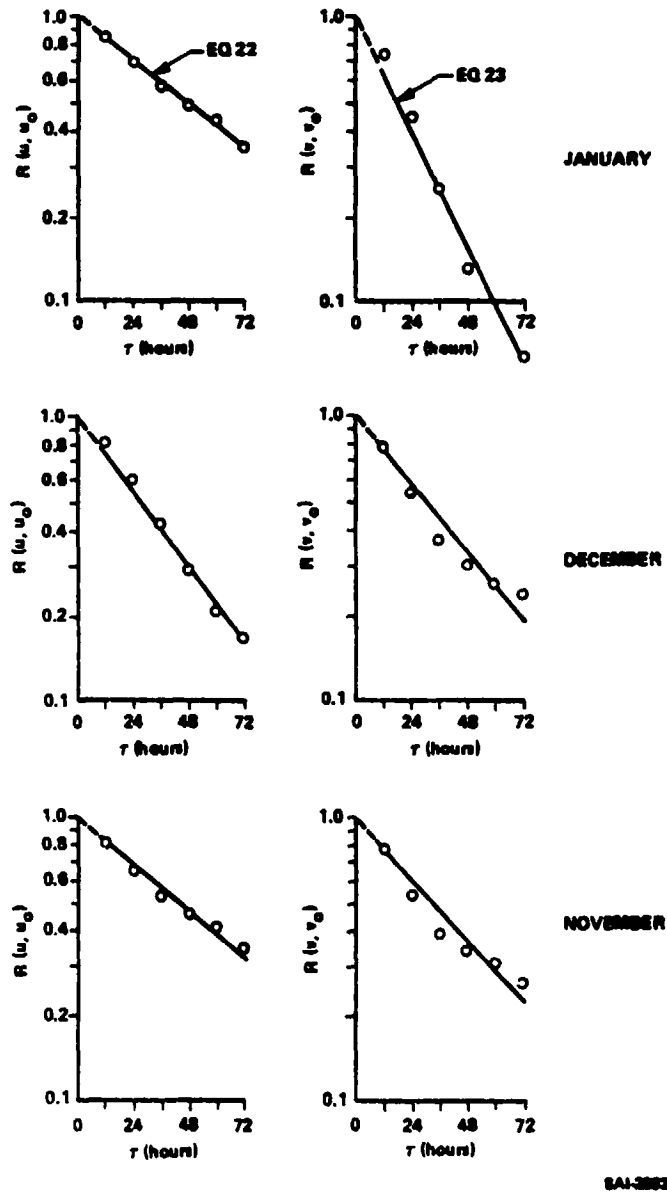 1.0
0.8
0.6
0.4
0.2
0.1
R (u, u₀)
EQ 22
0 24 48 72
τ (hours)
1.0
0.1
R (v, v₀)
EQ 23
0 24 48 72
τ (hours)
JANUARY
1.0
0.8
0.6
0.4
0.2
0.1
R (u, u₀)
0 24 48 72
τ (hours)
1.0
0.1
R (v, v₀)
0 24 48 72
τ (hours)
DECEMBER
1.0
0.8
0.6
0.4
0.2
0.1
R (u, u₀)
0 24 48 72
τ (hours)
1.0
0.1
R (v, v₀)
0 24 48 72
τ (hours)
NOVEMBER